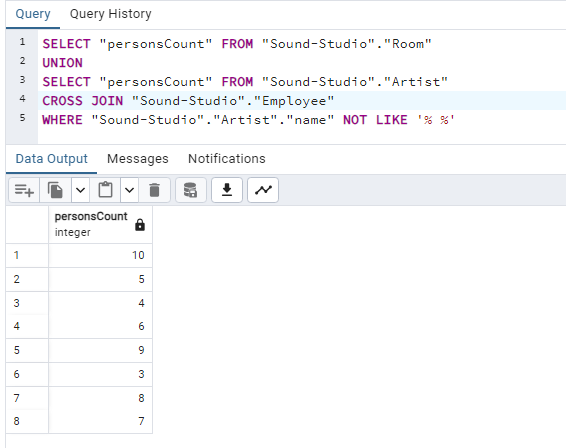 Query Query History
1 SELECT "personsCount" FROM "Sound-Studio"."Room"
2 UNION
3 SELECT "personsCount" FROM "Sound-Studio"."Artist"
4 CROSS JOIN "Sound-Studio"."Employee"
5 WHERE "Sound-Studio"."Artist"."name" NOT LIKE '% %'
Data Output Messages Notifications
personsCount
integer
1 10
2 5
3 4
4 6
5 9
6 3
7 8
8 7